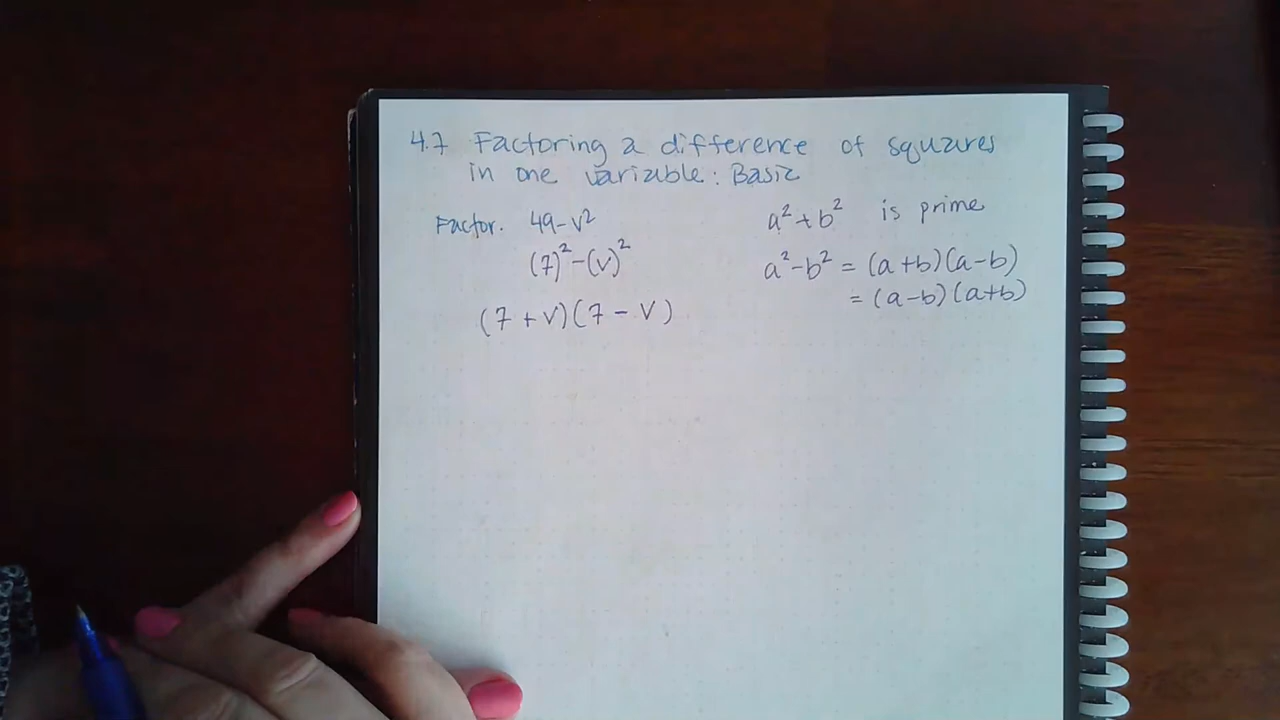 4.7 Factoring a difference of squares
in one variable: Basic
Factor. 49-v²
(7)²-(v)²
(7+v)(7-v)
a²+b² is prime
a²-b² = (a+b)(a-b)
= (a-b)(a+b)